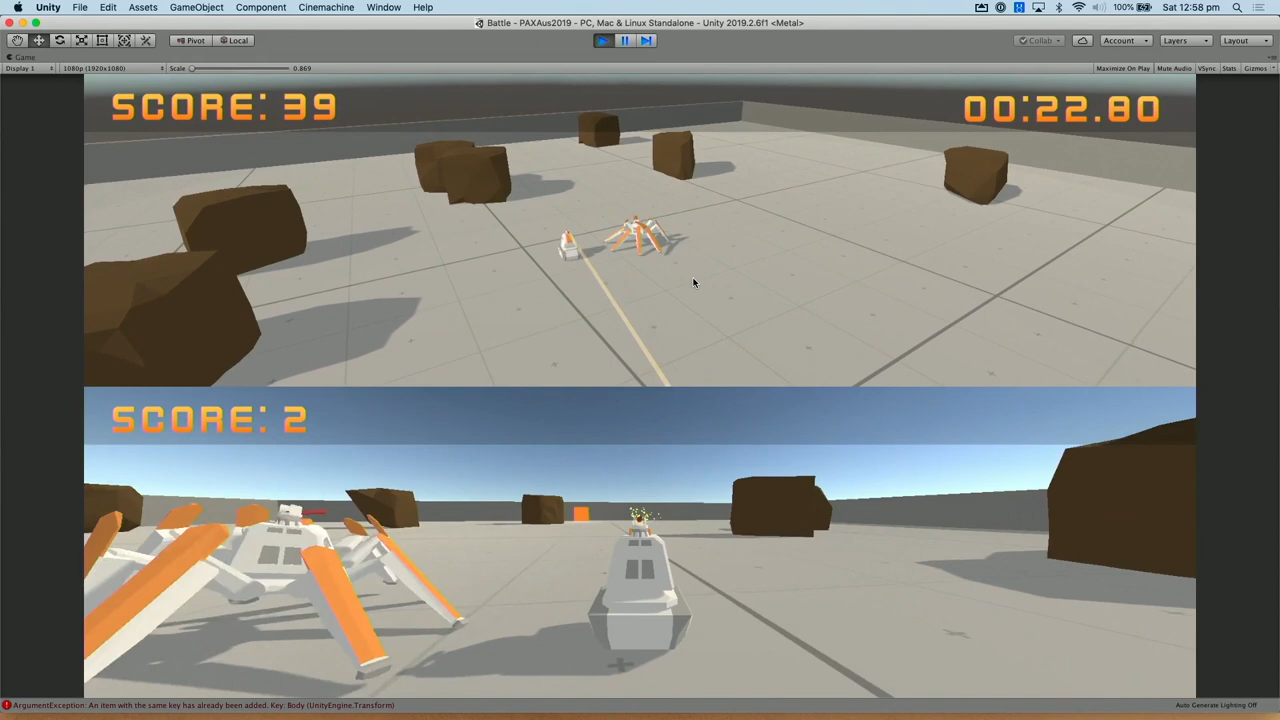 Unity File Edit Assets GameObject Component Cinemachine Window Help 100% Sat 12:58 pm
Battle - PAXAus2019 - PC, Mac & Linux Standalone - Unity 2019.2.6f1 <Metal>
Pivot Local Collab Account Layers Layout
Game
Display 1 1080p (1920x1080) Scale 0.869 Maximize On Play Mute Audio VSync Stats Gizmos
SCORE: 39 00:22.80
SCORE: 2
ArgumentException: An item with the same key has already been added. Key: Body (UnityEngine.Transform) Auto Generate Lighting Off